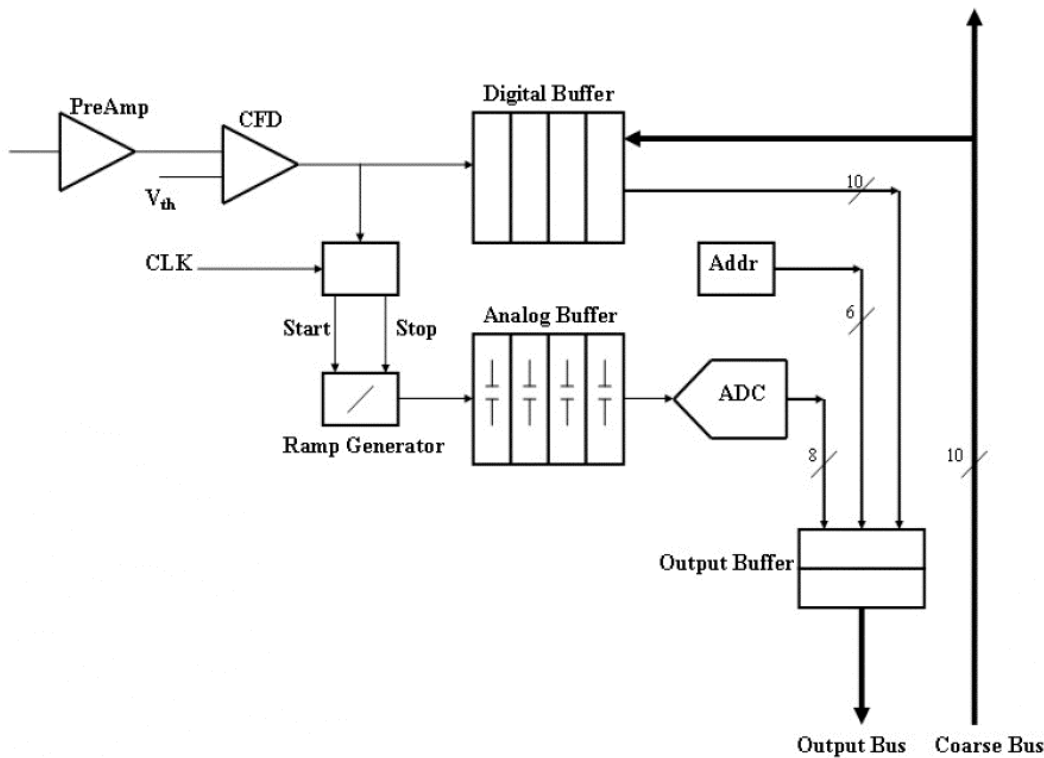 PreAmp
CFD
Digital Buffer
V_th
10
CLK
Addr
Start
Stop
6
Analog Buffer
ADC
Ramp Generator
8
10
Output Buffer
Output Bus
Coarse Bus